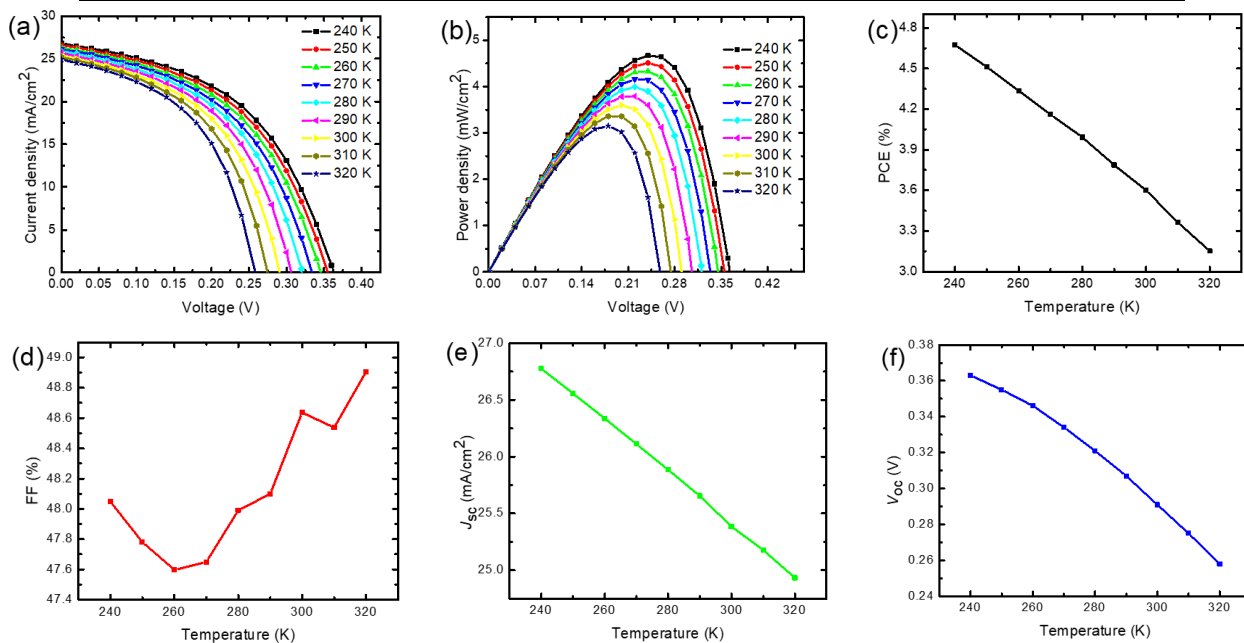 (a)
30
25
20
15
10
5
0
Current density (mA/cm²)
0.00 0.05 0.10 0.15 0.20 0.25 0.30 0.35 0.40
Voltage (V)
240 K
250 K
260 K
270 K
280 K
290 K
300 K
310 K
320 K
(b)
5
4
3
2
1
0
Power density (mW/cm²)
0.00 0.07 0.14 0.21 0.28 0.35 0.42
Voltage (V)
240 K
250 K
260 K
270 K
280 K
290 K
300 K
310 K
320 K
(c)
4.8
4.5
4.2
3.9
3.6
3.3
3.0
PCE (%)
240 260 280 300 320
Temperature (K)
(d)
49.0
48.8
48.6
48.4
48.2
48.0
47.8
47.6
47.4
FF (%)
240 260 280 300 320
Temperature (K)
(e)
27.0
26.5
26.0
25.5
25.0
Jsc (mA/cm²)
240 250 260 270 280 290 300 310 320
Temperature (K)
(f)
0.38
0.36
0.34
0.32
0.30
0.28
0.26
0.24
Voc (V)
240 260 280 300 320
Temperature (K)